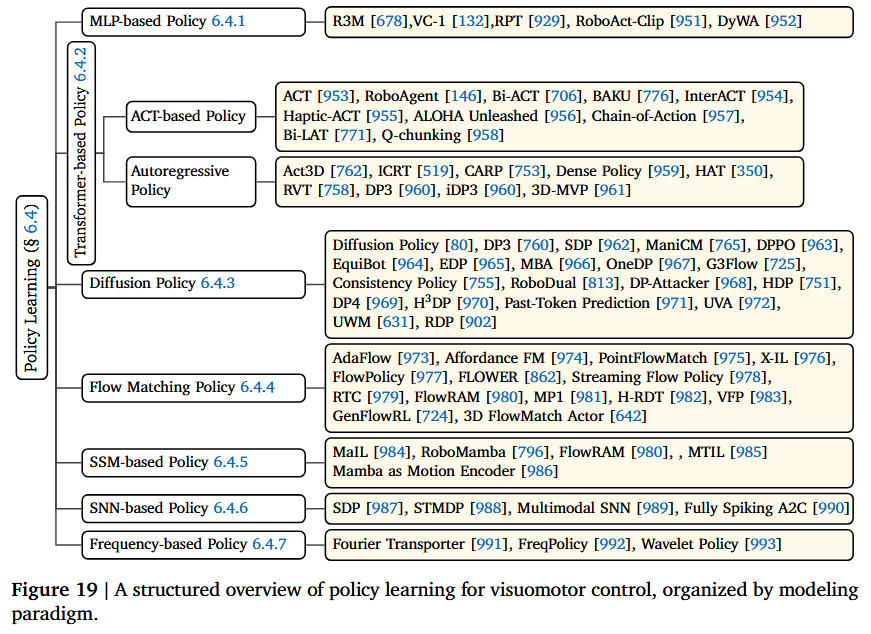 MLP-based Policy 6.4.1
R3M [678],VC-1 [132],RPT [929], RoboAct-Clip [951], DyWA [952]
Transformer-based Policy 6.4.2
ACT-based Policy
ACT [953], RoboAgent [146], Bi-ACT [706], BAKU [776], InterACT [954],
Haptic-ACT [955], ALOHA Unleashed [956], Chain-of-Action [957],
Bi-LAT [771], Q-chunking [958]
Autoregressive
Policy
Act3D [762], ICRT [519], CARP [753], Dense Policy [959], HAT [350],
RVT [758], DP3 [960], iDP3 [960], 3D-MVP [961]
Policy Learning (§ 6.4)
Diffusion Policy 6.4.3
Diffusion Policy [80], DP3 [760], SDP [962], ManiCM [765], DPPO [963],
EquiBot [964], EDP [965], MBA [966], OneDP [967], G3Flow [725],
Consistency Policy [755], RoboDual [813], DP-Attacker [968], HDP [751],
DP4 [969], H³DP [970], Past-Token Prediction [971], UVA [972],
UWM [631], RDP [902]
Flow Matching Policy 6.4.4
AdaFlow [973], Affordance FM [974], PointFlowMatch [975], X-IL [976],
FlowPolicy [977], FLOWER [862], Streaming Flow Policy [978],
RTC [979], FlowRAM [980], MP1 [981], H-RDT [982], VFP [983],
GenFlowRL [724], 3D FlowMatch Actor [642]
SSM-based Policy 6.4.5
MaIL [984], RoboMamba [796], FlowRAM [980], , MTIL [985]
Mamba as Motion Encoder [986]
SNN-based Policy 6.4.6
SDP [987], STMDP [988], Multimodal SNN [989], Fully Spiking A2C [990]
Frequency-based Policy 6.4.7
Fourier Transporter [991], FreqPolicy [992], Wavelet Policy [993]
Figure 19 | A structured overview of policy learning for visuomotor control, organized by modeling
paradigm.